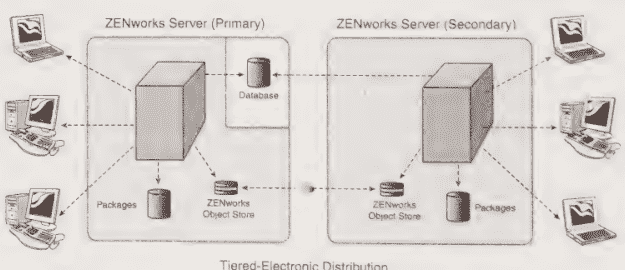 ZENworks Server (Primary)
ZENworks Server (Secondary)
Database
Packages
ZENworks
Object Store
ZENworks
Object Store
Packages
Tiered-Electronic Distribution